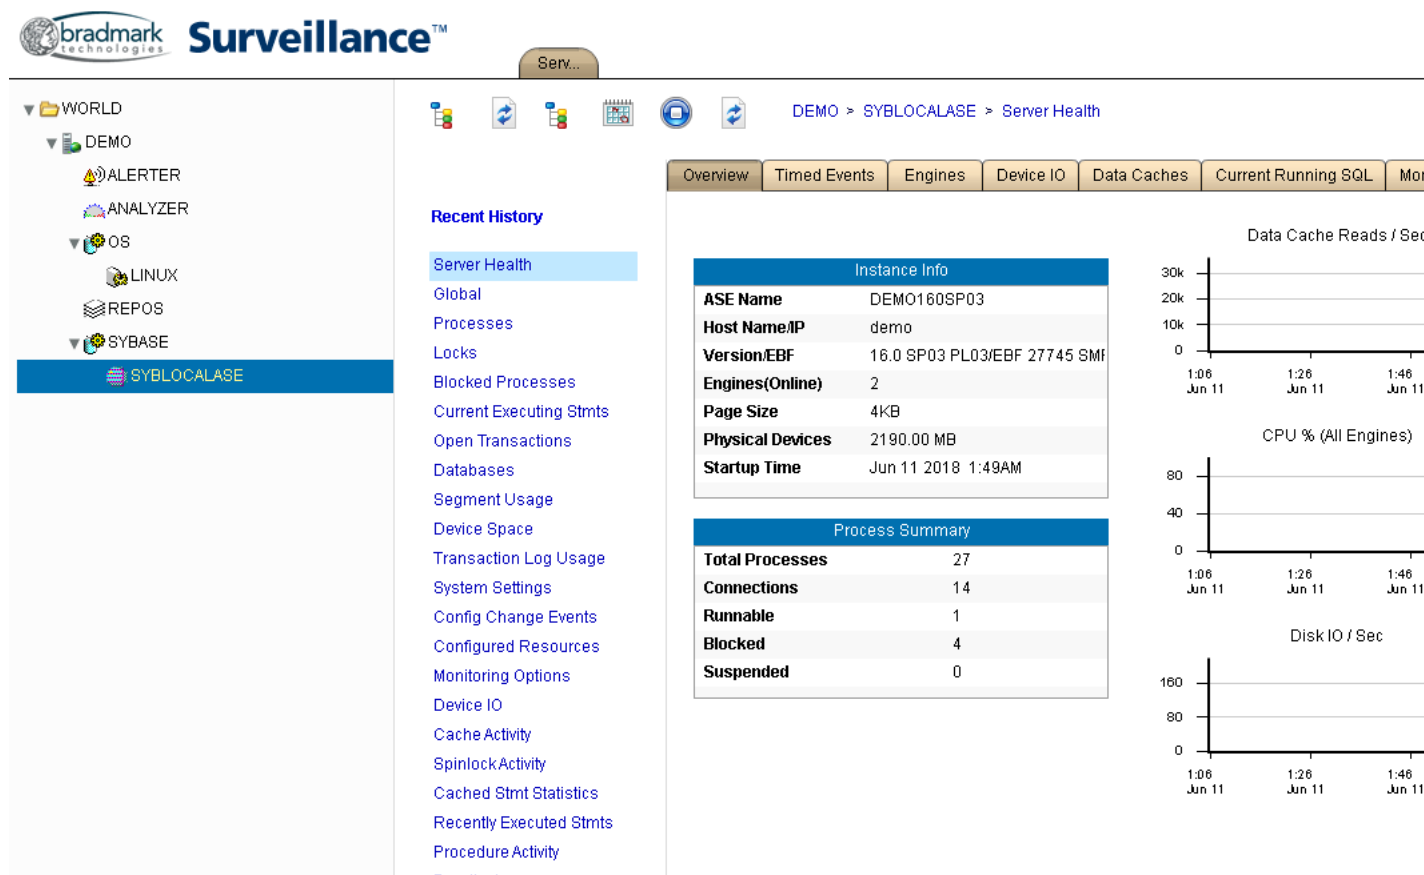 bradmark
technologies
Surveillance™
Serv...
WORLD
DEMO
ALERTER
ANALYZER
OS
LINUX
REPOS
SYBASE
SYBLOCALASE
DEMO > SYBLOCALASE > Server Health
Recent History
Server Health
Global
Processes
Locks
Blocked Processes
Current Executing Stmts
Open Transactions
Databases
Segment Usage
Device Space
Transaction Log Usage
System Settings
Config Change Events
Configured Resources
Monitoring Options
Device IO
Cache Activity
Spinlock Activity
Cached Stmt Statistics
Recently Executed Stmts
Procedure Activity
Overview Timed Events Engines Device IO Data Caches Current Running SQL Mor
Instance Info
ASE Name DEMO160SP03
Host Name/IP demo
Version/EBF 16.0 SP03 PL03/EBF 27745 SMF
Engines(Online) 2
Page Size 4KB
Physical Devices 2190.00 MB
Startup Time Jun 11 2018 1:49AM
Process Summary
Total Processes 27
Connections 14
Runnable 1
Blocked 4
Suspended 0
Data Cache Reads / Sec
30k
20k
10k
0
1:06 1:26 1:46
Jun 11 Jun 11 Jun 11
CPU % (All Engines)
80
40
0
1:06 1:26 1:46
Jun 11 Jun 11 Jun 11
Disk IO / Sec
160
80
0
1:06 1:26 1:46
Jun 11 Jun 11 Jun 11